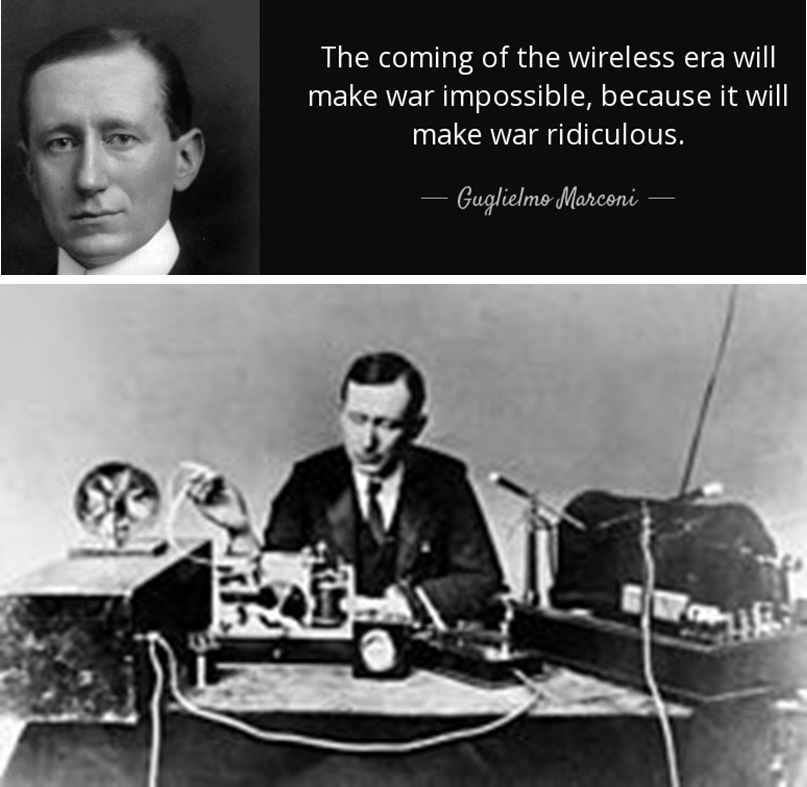 The coming of the wireless era will
make war impossible, because it will
make war ridiculous.
Guglielmo Marconi